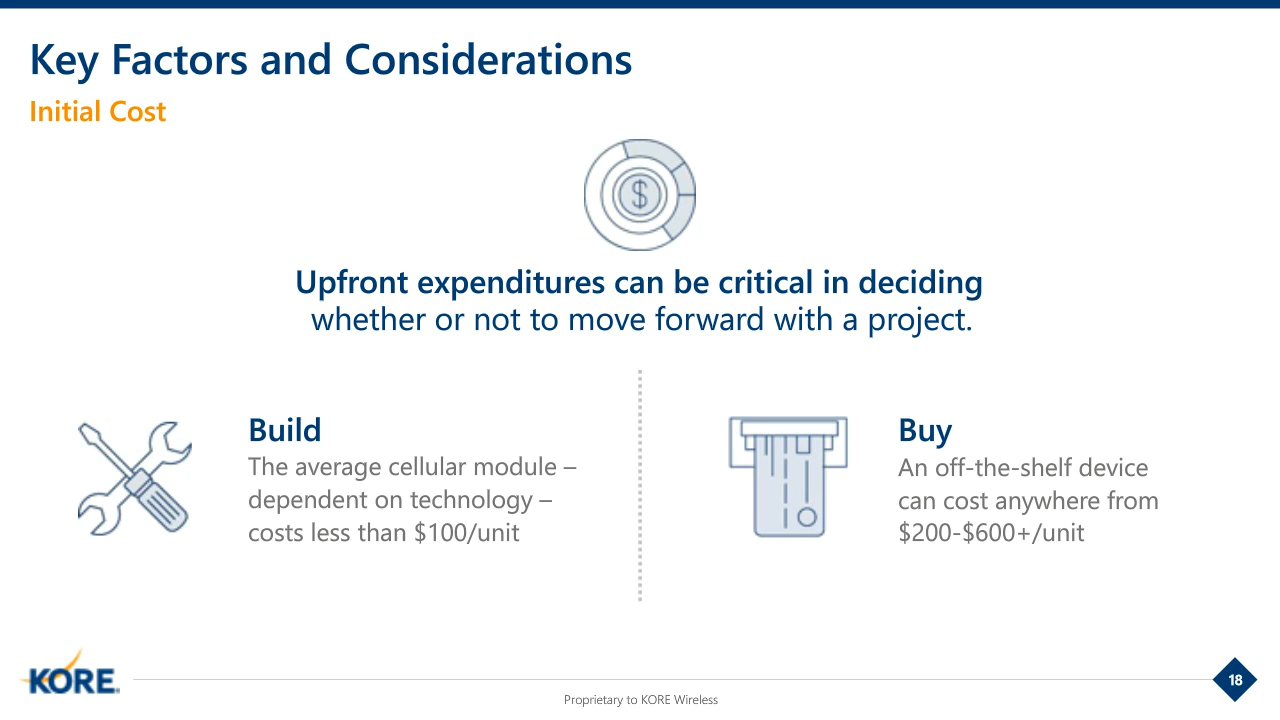 Key Factors and Considerations
Initial Cost
$
Upfront expenditures can be critical in deciding
whether or not to move forward with a project.
Build
The average cellular module –
dependent on technology –
costs less than $100/unit
Buy
An off-the-shelf device
can cost anywhere from
$200-$600+/unit
KORE
Proprietary to KORE Wireless
18